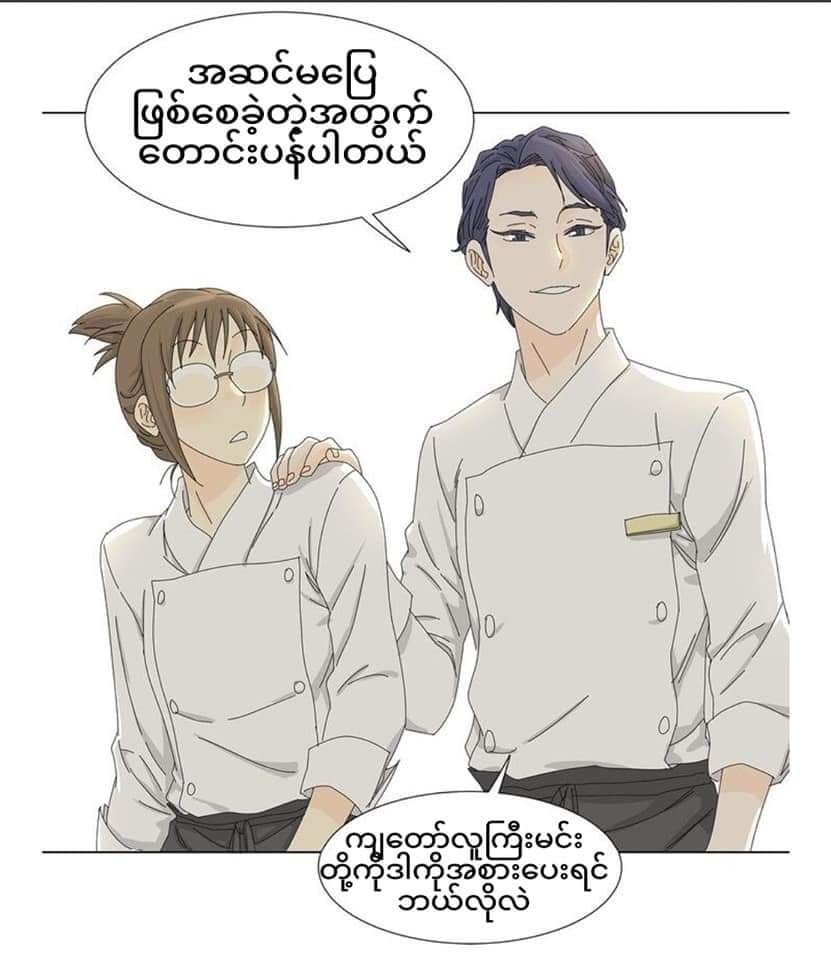 အဆင်မပြေ
ဖြစ်စေခဲ့တဲ့အတွက်
တောင်းပန်ပါတယ်
ကျတော်လူကြီးမင်း
တို့ကိုဒါကိုအစားပေးရင်
ဘယ်လိုလဲ